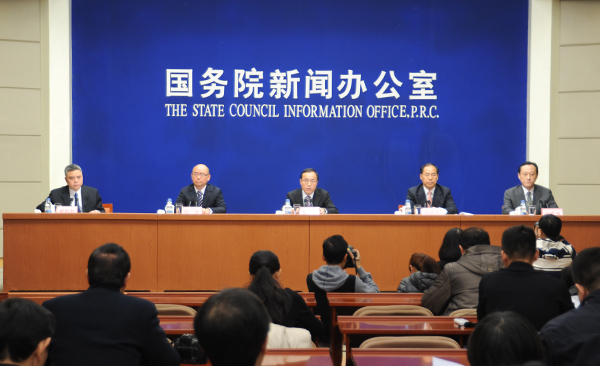 国务院新闻办公室
THE STATE COUNCIL INFORMATION OFFICE,P.R.C.